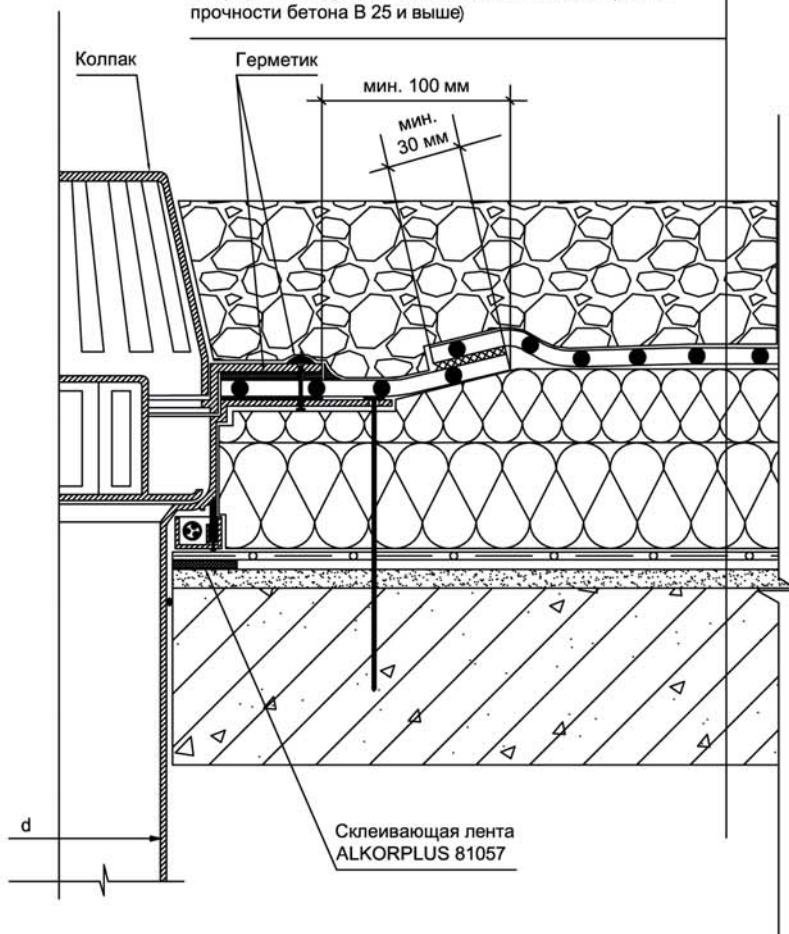 прочности бетона В 25 и выше)
Колпак
Герметик
мин. 100 мм
мин.
30 мм
d
Склеивающая лента
ALKORPLUS 81057